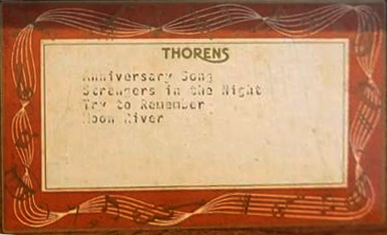 THORENS
Anniversary Song
Strangers in the Night
Try to Remember
Moon River